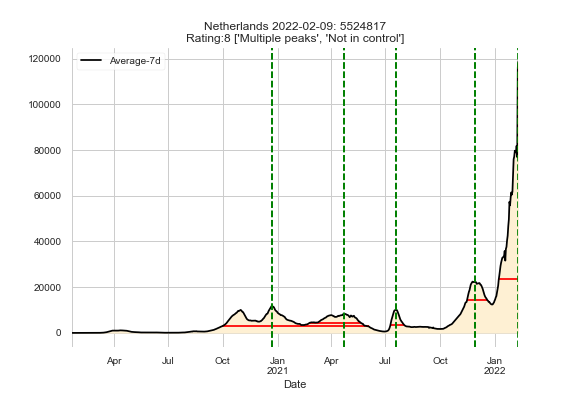 Netherlands 2022-02-09: 5524817
Rating:8 ['Multiple peaks', 'Not in control']
Average-7d
120000
100000
80000
60000
40000
20000
0
Apr Jul Oct Jan Apr Jul Oct Jan
2021 2022
Date